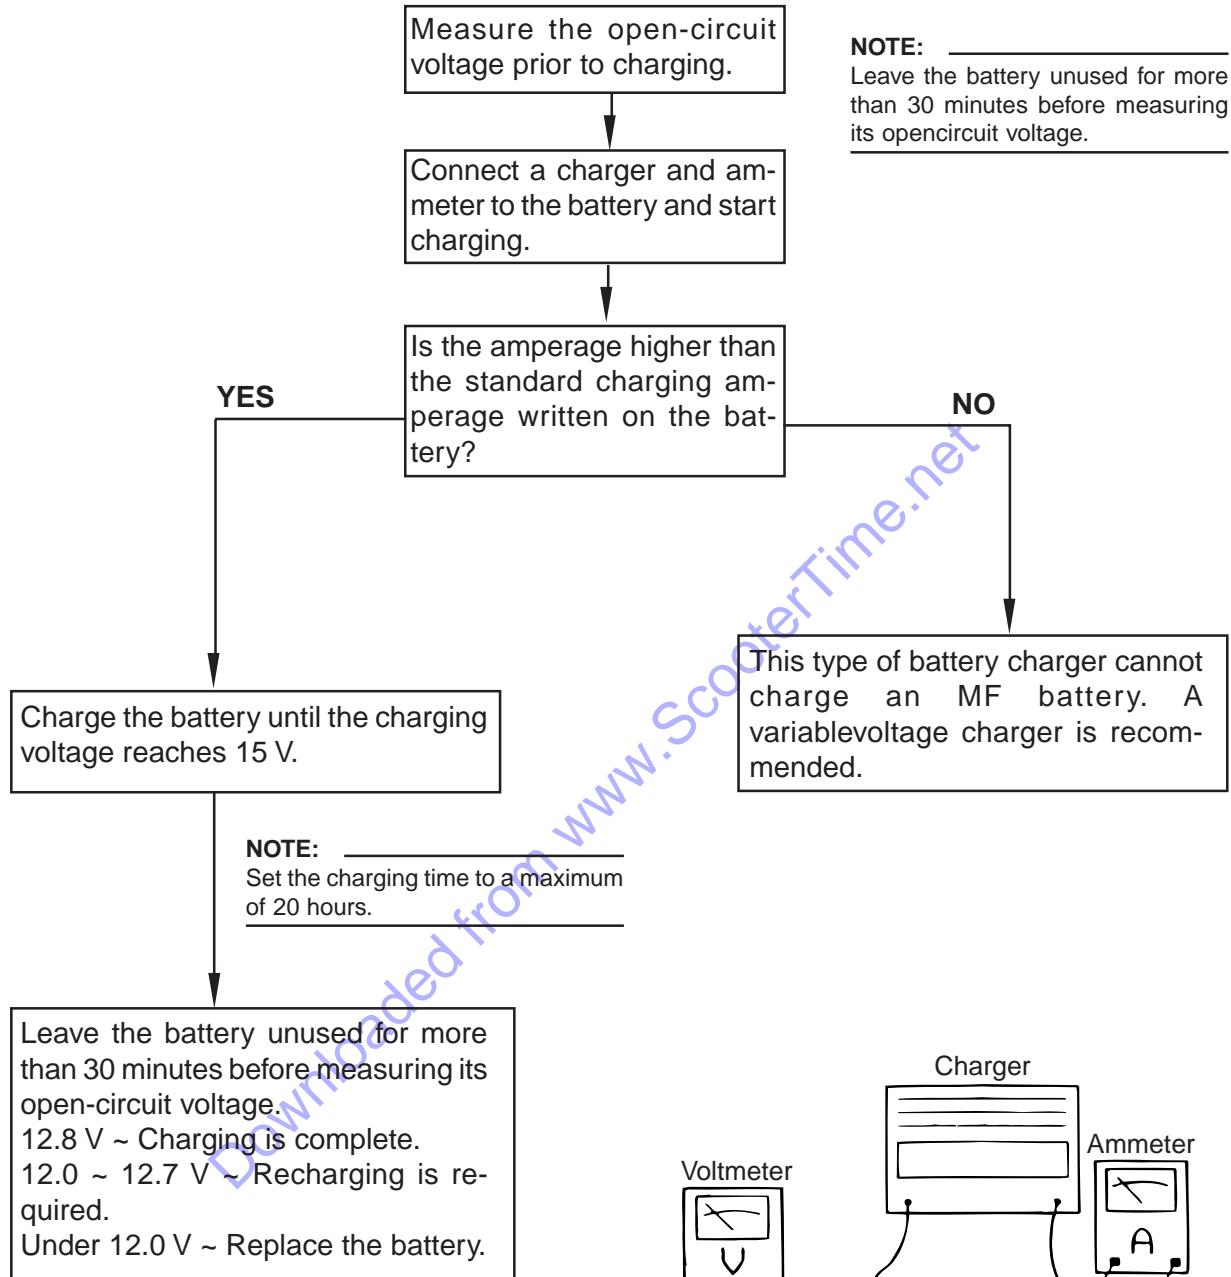 Measure the open-circuit
voltage prior to charging.
NOTE:
Leave the battery unused for more
than 30 minutes before measuring
its opencircuit voltage.
Connect a charger and am-
meter to the battery and start
charging.
Is the amperage higher than
the standard charging am-
perage written on the bat-
tery?
YES
NO
Charge the battery until the charging
voltage reaches 15 V.
This type of battery charger cannot
charge an MF battery. A
variablevoltage charger is recom-
mended.
NOTE:
Set the charging time to a maximum
of 20 hours.
Leave the battery unused for more
than 30 minutes before measuring its
open-circuit voltage.
12.8 V ~ Charging is complete.
12.0 ~ 12.7 V ~ Recharging is re-
quired.
Under 12.0 V ~ Replace the battery.
Charger
Ammeter
Voltmeter
A
V
Downloaded from www.ScooterTime.net